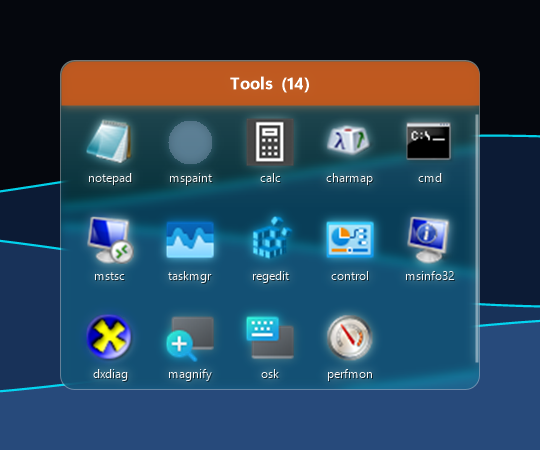 Tools (14)
notepad mspaint calc charmap cmd
mstsc taskmgr regedit control msinfo32
dxdiag magnify osk perfmon